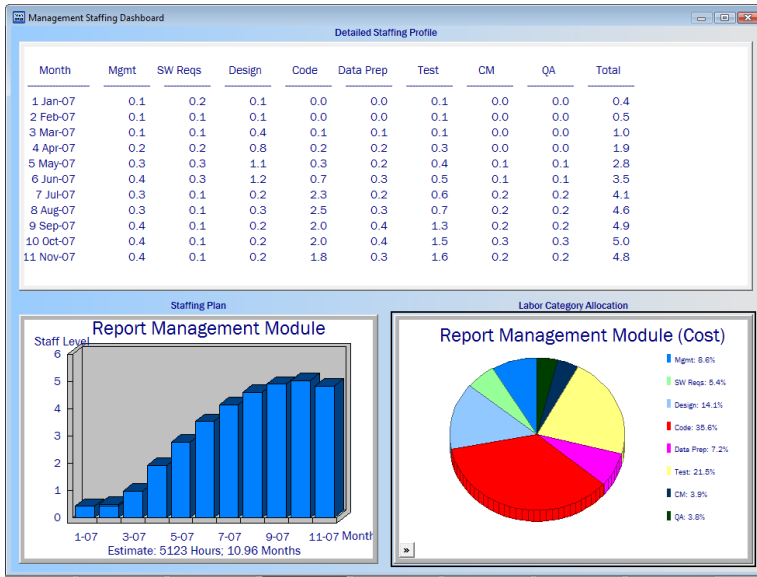 Management Staffing Dashboard
Detailed Staffing Profile
Month Mgmt SW Reqs Design Code Data Prep Test CM QA Total
1 Jan-07 0.1 0.2 0.1 0.0 0.0 0.1 0.0 0.0 0.4
2 Feb-07 0.1 0.1 0.1 0.0 0.0 0.1 0.0 0.0 0.5
3 Mar-07 0.1 0.1 0.4 0.1 0.1 0.1 0.0 0.0 1.0
4 Apr-07 0.2 0.2 0.8 0.2 0.2 0.3 0.0 0.0 1.9
5 May-07 0.3 0.3 1.1 0.3 0.2 0.4 0.1 0.1 2.8
6 Jun-07 0.4 0.3 1.2 0.7 0.3 0.5 0.1 0.1 3.5
7 Jul-07 0.3 0.1 0.2 2.3 0.2 0.6 0.2 0.2 4.1
8 Aug-07 0.3 0.1 0.3 2.5 0.3 0.7 0.2 0.2 4.6
9 Sep-07 0.4 0.1 0.2 2.0 0.4 1.3 0.2 0.2 4.9
10 Oct-07 0.4 0.1 0.2 2.0 0.4 1.5 0.3 0.3 5.0
11 Nov-07 0.4 0.1 0.2 1.8 0.3 1.6 0.2 0.2 4.8
Staffing Plan
Report Management Module
Staff Level
6
5
4
3
2
1
0
1-07 3-07 5-07 7-07 9-07 11-07 Month
Estimate: 5123 Hours; 10.96 Months
Labor Category Allocation
Report Management Module (Cost)
Mgmt: 8.6%
SW Reqs: 5.4%
Design: 14.1%
Code: 35.6%
Data Prep: 7.2%
Test: 21.5%
CM: 3.9%
QA: 3.8%
»